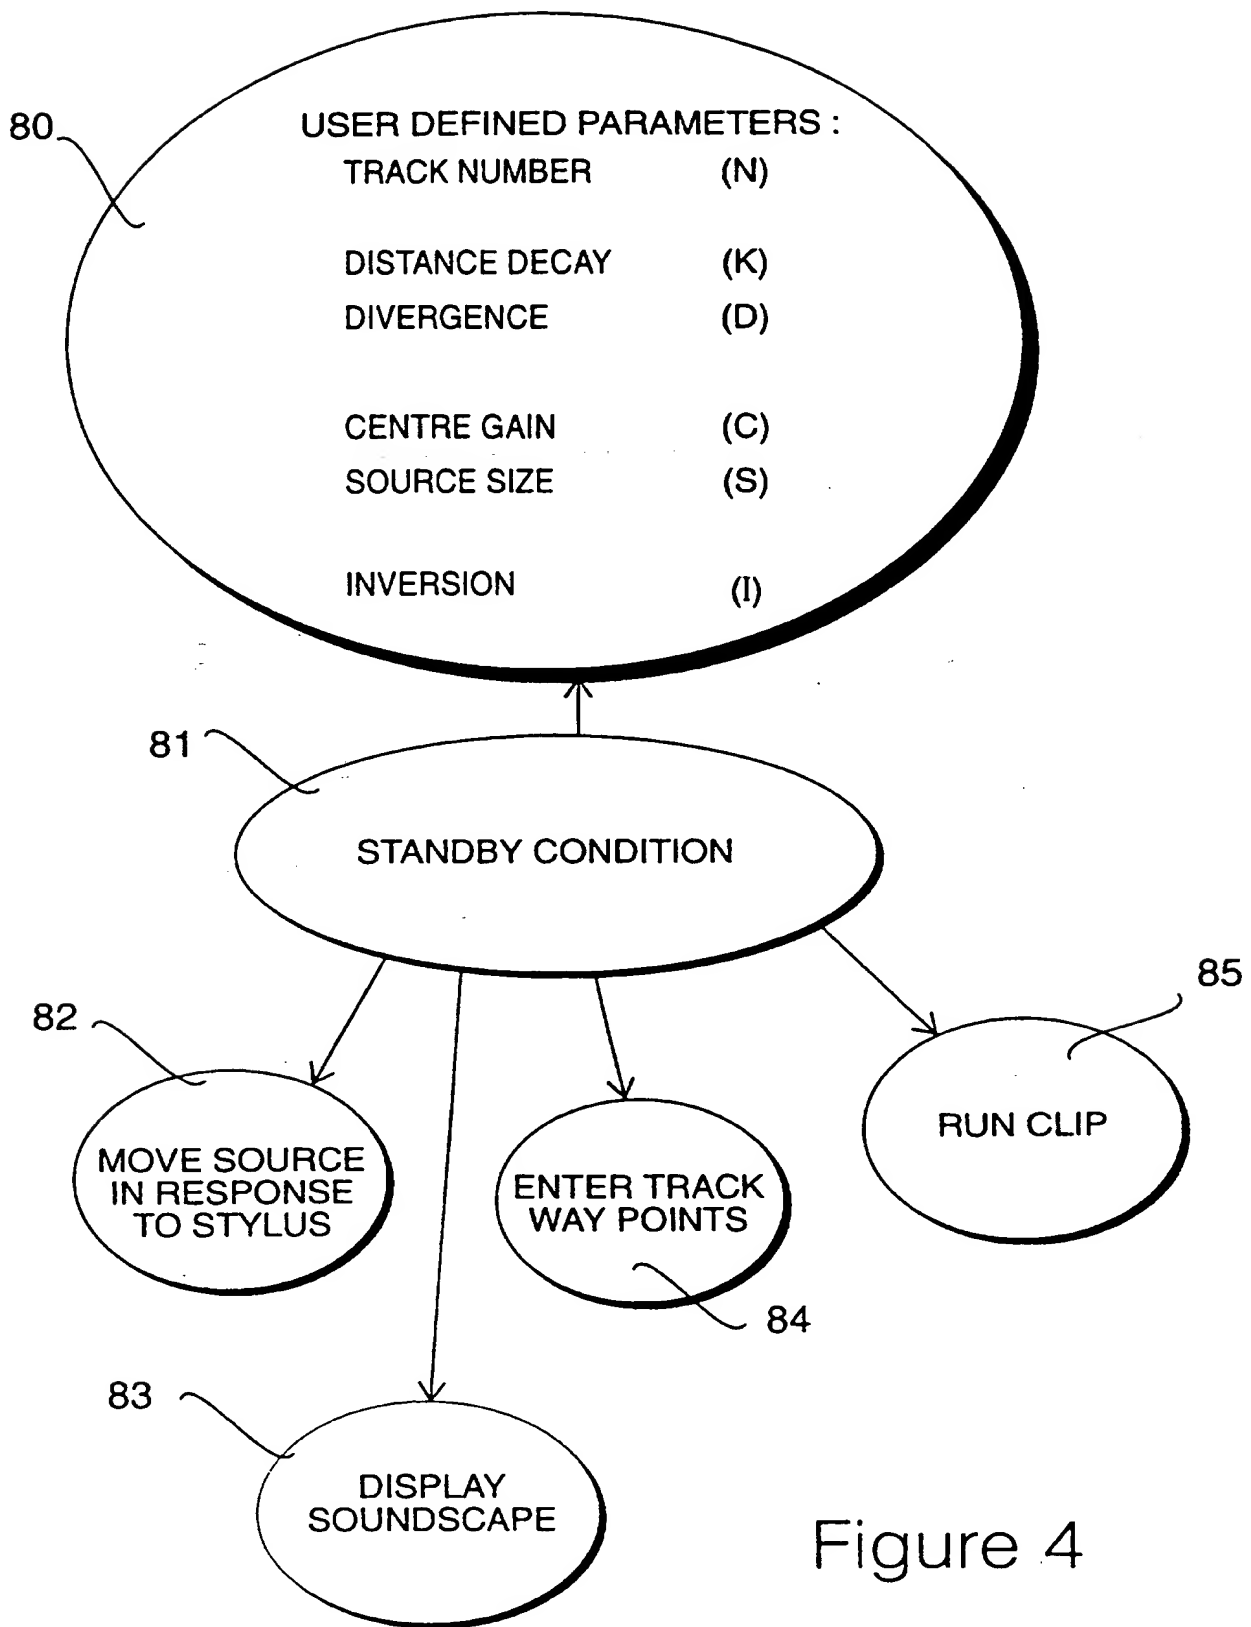 80
USER DEFINED PARAMETERS :
TRACK NUMBER (N)
DISTANCE DECAY (K)
DIVERGENCE (D)
CENTRE GAIN (C)
SOURCE SIZE (S)
INVERSION (I)
81
STANDBY CONDITION
82
MOVE SOURCE
IN RESPONSE
TO STYLUS
83
DISPLAY
SOUNDSCAPE
ENTER TRACK
WAY POINTS
84
85
RUN CLIP
Figure 4